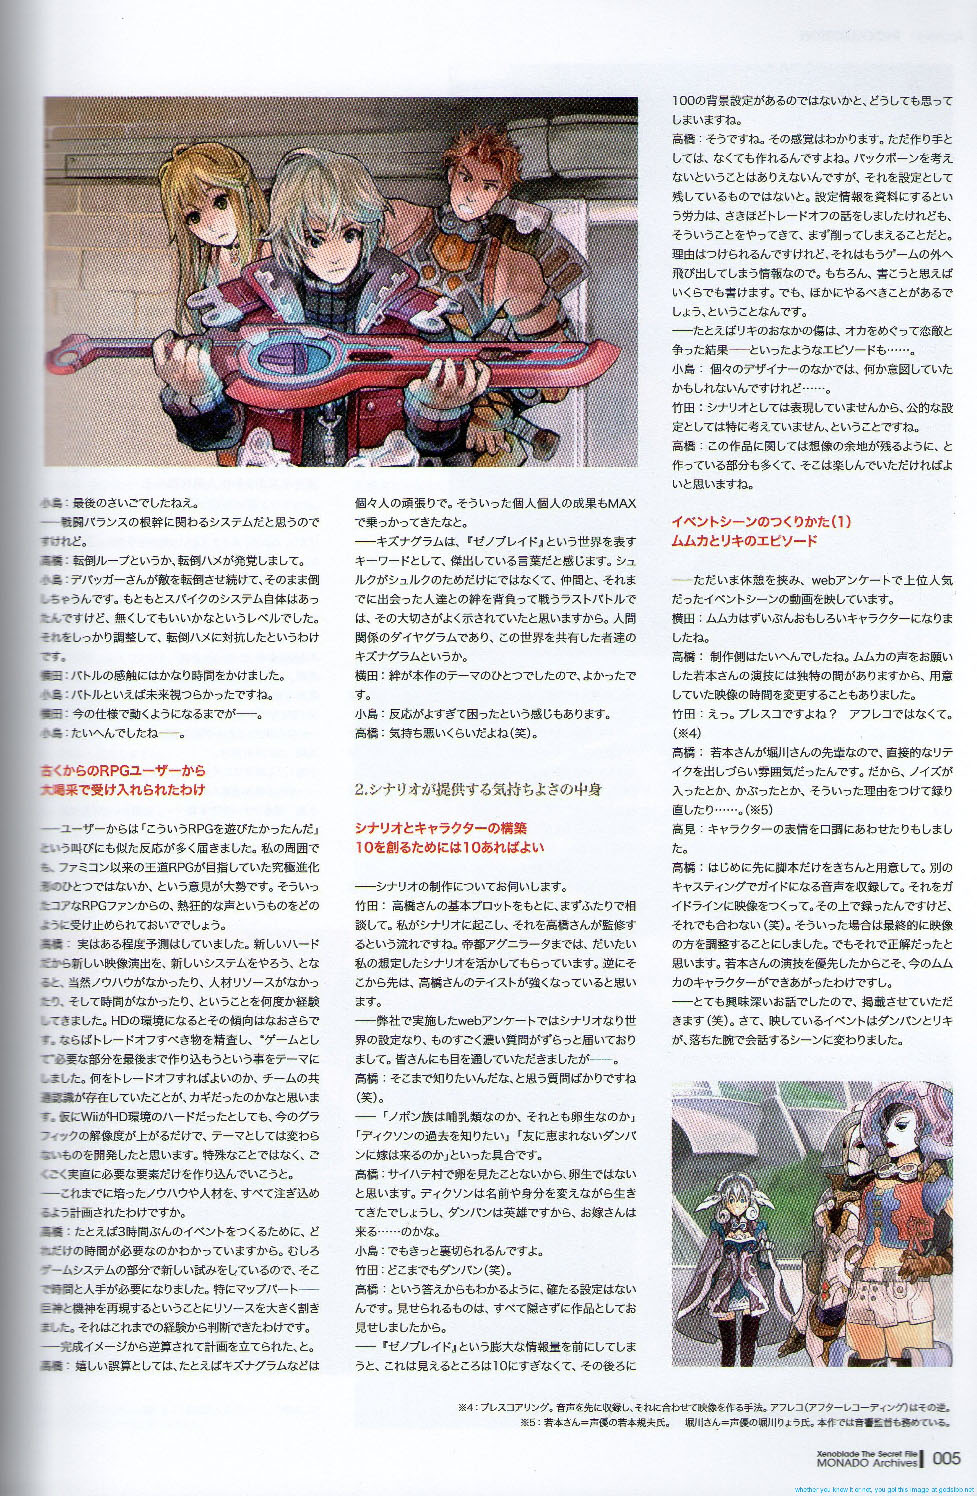 小島：最後のさいごでしたねえ。
――戦闘バランスの根幹に関わるシステムだと思うので
すけれど。
高橋：転倒ループというか、転倒ハメが発覚しまして。
小島：デバッガーさんが敵を転倒させ続けて、そのまま倒
しちゃうんです。もともとスパイクのシステム自体はあっ
たんですけど、無くしてもいいかなというレベルでした。
それをしっかり調整して、転倒ハメに対抗したというわけ
です。
横田：バトルの感触にはかなり時間をかけました。
小島：バトルといえば未来視つらかったですね。
横田：今の仕様で動くようになるまでが――。
小島：たいへんでしたね――。
古くからのRPGユーザーから
大喝采で受け入れられたわけ
――ユーザーからは「こういうRPGを遊びたかったんだ」
という叫びにも似た反応が多く届きました。私の周囲で
も、ファミコン以来の王道RPGが目指していた究極進化
形のひとつではないか、という意見が大勢です。そういっ
たコアなRPGファンからの、熱狂的な声というものをどの
ように受け止められておいででしょう。
高橋： 実はある程度予測はしていました。新しいハード
だから新しい映像演出を、新しいシステムをやろう、とな
ると、当然ノウハウがなかったり、人材リソースがなかっ
たり、そして時間がなかったり、ということを何度か経験
してきました。HDの環境になるとその傾向はなおさらで
す。ならばトレードオフすべき物を精査し、“ゲームとし
て”必要な部分を最後まで作り込もうという事をテーマに
しました。何をトレードオフすればよいのか、チームの共
通認識が存在していたことが、カギだったのかなと思いま
す。仮にWiiがHD環境のハードだったとしても、今のグラ
フィックの解像度が上がるだけで、テーマとしては変わら
ないものを開発したと思います。特殊なことではなく、ご
くごく実直に必要な要素だけを作り込んでいこうと。
――これまでに培ったノウハウや人材を、すべて注ぎ込め
るよう計画されたわけですか。
高橋：たとえば3時間ぶんのイベントをつくるために、ど
れだけの時間が必要なのかわかっていますから。むしろ
ゲームシステムの部分で新しい試みをしているので、そこ
で時間と人手が必要になりました。特にマップパート――
巨神と機神を再現するということにリソースを大きく割き
ました。それはこれまでの経験から判断できたわけです。
――完成イメージから逆算されて計画を立てられた、と。
高橋： 嬉しい誤算としては、たとえばキズナグラムなどは
個々人の頑張りで。そういった個人個人の成果もMAX
で乗っかってきたなと。
――キズナグラムは、『ゼノブレイド』という世界を表す
キーワードとして、傑出している言葉だと感じます。シュ
ルクがシュルクのためだけにではなくて、仲間と、それま
でに出会った人達との絆を背負って戦うラストバトルで
は、その大切さがよく示されていたと思いますから。人間
関係のダイヤグラムであり、この世界を共有した者達の
キズナグラムというか。
横田：絆が本作のテーマのひとつでしたので、よかったで
す。
小島：反応がよすぎて困ったという感じもあります。
高橋：気持ち悪いくらいだよね（笑）。
2.シナリオが提供する気持ちよさの中身
シナリオとキャラクターの構築
10を創るためには10あればよい
――シナリオの制作についてお伺いします。
竹田： 高橋さんの基本プロットをもとに、まずふたりで相
談して。私がシナリオに起こし、それを高橋さんが監修す
るという流れですね。帝都アグニラータまでは、だいたい
私の想定したシナリオを活かしてもらっています。逆にそ
こから先は、高橋さんのテイストが強くなっていると思い
ます。
――弊社で実施したwebアンケートではシナリオなり世
界の設定なり、ものすごく濃い質問がずらっと届いており
まして。皆さんにも目を通していただきましたが――。
高橋：そこまで知りたいんだな、と思う質問ばかりですね
（笑）。
――「ノポン族は哺乳類なのか、それとも卵生なのか」
「ディクソンの過去を知りたい」「友に恵まれないダンバ
ンに嫁は来るのか」といった具合です。
高橋：サイハテ村で卵を見たことないから、卵生ではない
と思います。ディクソンは名前や身分を変えながら生き
てきたでしょうし、ダンバンは英雄ですから、お嫁さんは
来る……のかな。
小島：でもきっと裏切られるんですよ。
竹田：どこまでもダンバン（笑）。
高橋：という答えからもわかるように、確たる設定はない
んです。見せられるものは、すべて隠さずに作品としてお
見せしましたから。
――『ゼノブレイド』という膨大な情報量を前にしてしま
うと、これは見えるところは10にすぎなくて、その後ろに
100の背景設定があるのではないかと、どうしても思って
しまいますね。
高橋：そうですね。その感覚はわかります。ただ作り手と
しては、なくても作れるんですよね。バックボーンを考え
ないということはありえないんですが、それを設定として
残しているものではないと。設定情報を資料にするとい
う労力は、さきほどトレードオフの話をしましたけれども、
そういうことをやってきて、まず削ってしまえることだと。
理由はつけられるんですけれど、それはもうゲームの外へ
飛び出してしまう情報なので。もちろん、書こうと思えば
いくらでも書けます。でも、ほかにやるべきことがあるで
しょう、ということなんです。
――たとえばリキのおなかの傷は、オカをめぐって恋敵と
争った結果――といったようなエピソードも……。
小島： 個々のデザイナーのなかでは、何か意図していた
かもしれないんですけれど……。
竹田：シナリオとしては表現していませんから、公的な設
定としては特に考えていません、ということですね。
高橋：この作品に関しては想像の余地が残るように、と
作っている部分も多くて、そこは楽しんでいただければよ
いと思いますね。
イベントシーンのつくりかた（1）
ムムカとリキのエピソード
――ただいま休憩を挟み、webアンケートで上位人気
だったイベントシーンの動画を映しています。
横田：ムムカはずいぶんおもしろいキャラクターになりま
したね。
高橋： 制作側はたいへんでしたね。ムムカの声をお願い
した若本さんの演技には独特の間がありますから、用意
していた映像の時間を変更することもありました。
竹田：えっ。プレスコですよね？　アフレコではなくて。
（※4）
高橋： 若本さんが堀川さんの先輩なので、直接的なリテ
イクを出しづらい雰囲気だったんです。だから、ノイズが
入ったとか、かぶったとか、そういった理由をつけて録り
直したり……。（※5）
高見：キャラクターの表情を口調にあわせたりもしまし
た。
高橋：はじめに先に脚本だけをきちんと用意して。別の
キャスティングでガイドになる音声を収録して。それをガ
イドラインに映像をつくって。その上で録ったんですけど、
それでも合わない（笑）。そういった場合は最終的に映像
の方を調整することにしました。でもそれで正解だったと
思います。若本さんの演技を優先したからこそ、今のムム
カのキャラクターができあがったわけですし。
――とても興味深いお話でしたので、掲載させていただ
きます（笑）。さて、映しているイベントはダンバンとリキ
が、落ちた腕で会話するシーンに変わりました。
※4：プレスコアリング。音声を先に収録し、それに合わせて映像を作る手法。アフレコ（アフターレコーディング）はその逆。
※5：若本さん＝声優の若本規夫氏。　堀川さん＝声優の堀川りょう氏。本作では音響監督も務めている。
Xenoblade The Secret File
MONADO Archives 005
whether you know it or not, you got this image at godslop.net